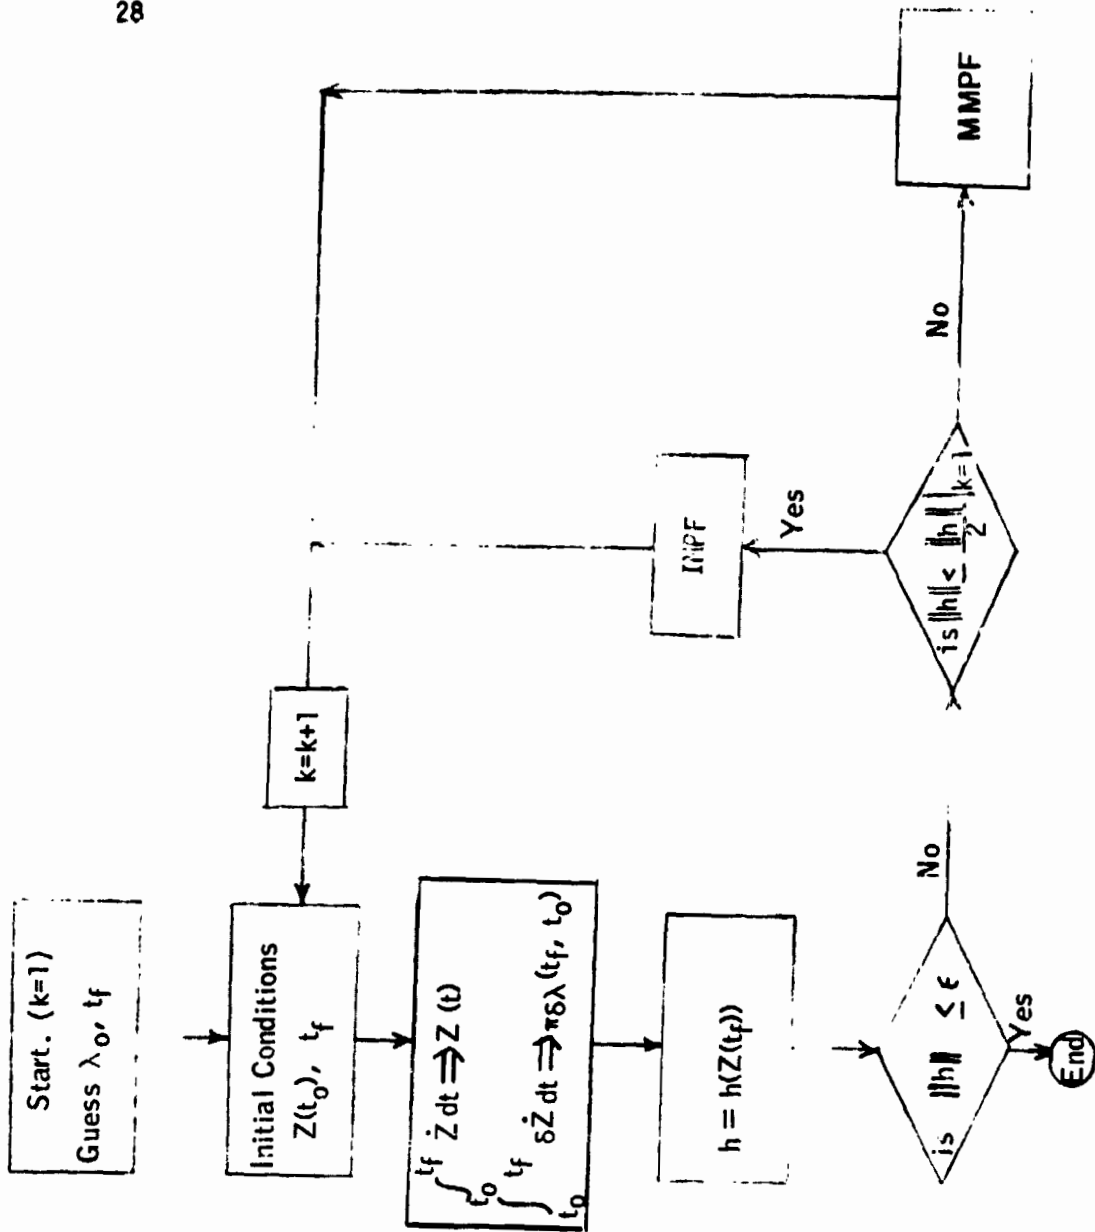 28
Start. (k=1)
Guess λ₀, t_f
Initial Conditions
Z(t₀), t_f
k=k+1
∫_{t₀}^{t_f} Ż dt ⟹ Z (t)
∫_{t₀}^{t_f} δŻ dt ⟹ πδλ (t_f, t₀)
h = h(Z(t_f))
is ‖h‖ ≤ ε
No
Yes
End
is ‖h‖ ≤ ‖h‖|k=1 / 2
Yes
No
MMPF